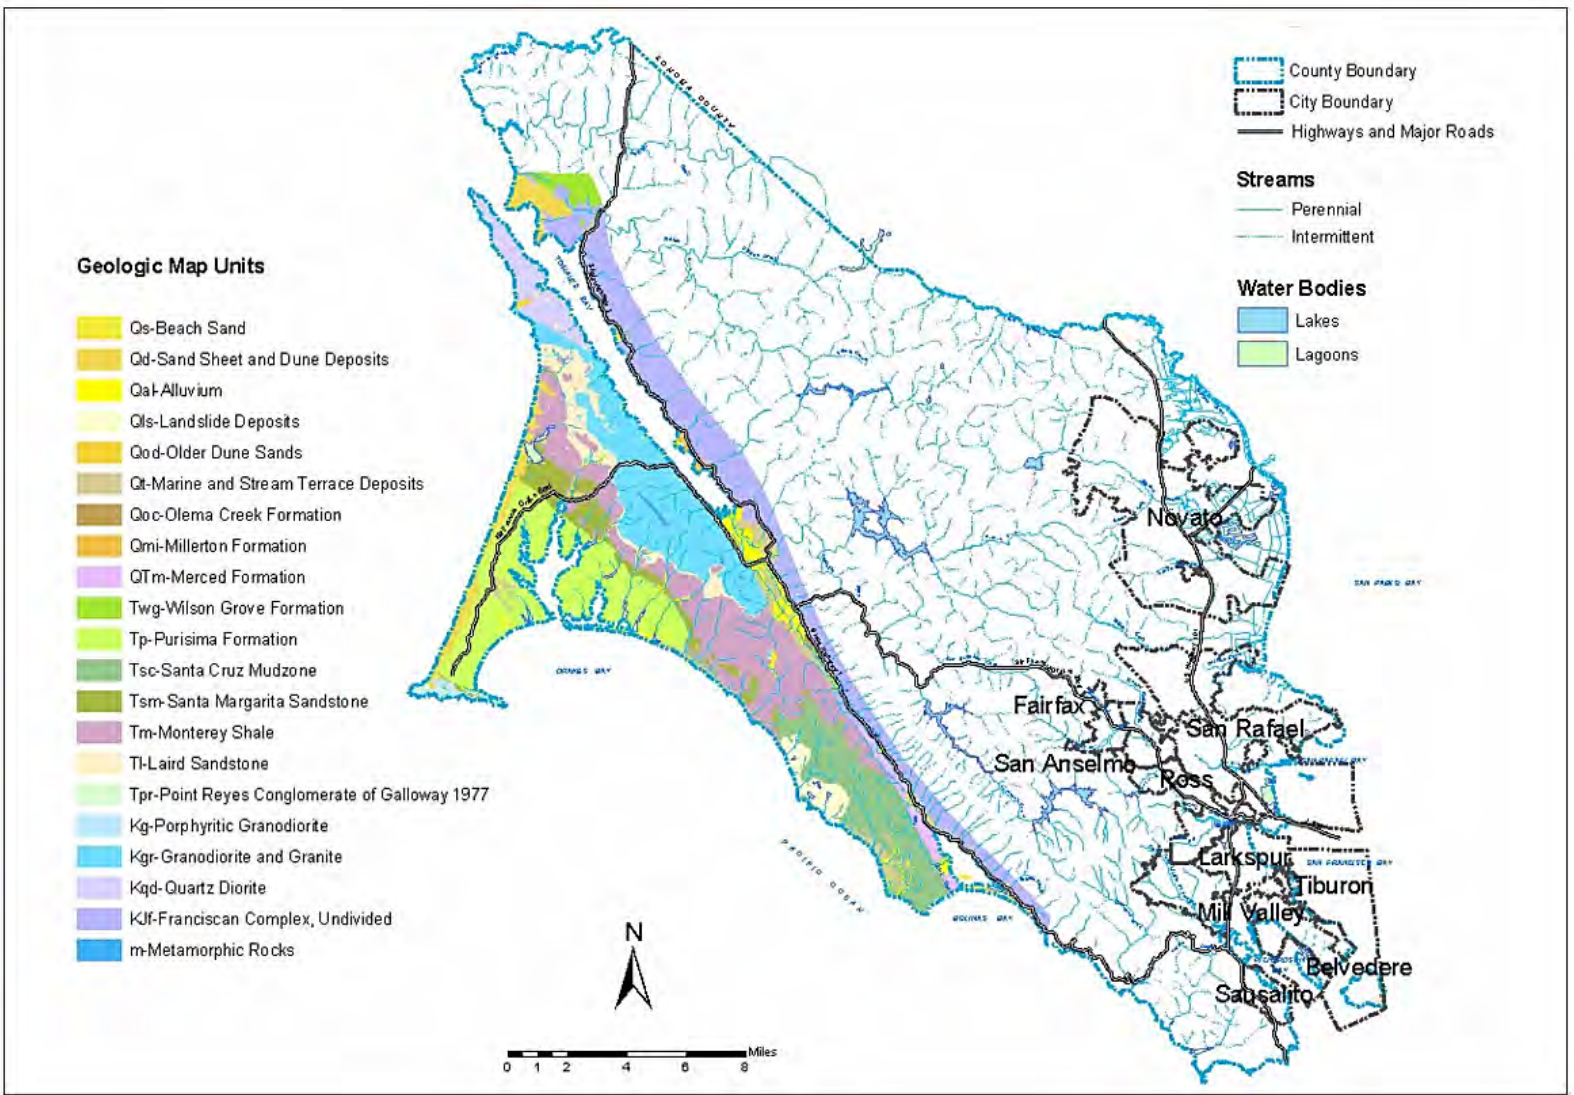 County Boundary
City Boundary
Highways and Major Roads
Streams
Perennial
Intermittent
Water Bodies
Lakes
Lagoons
Geologic Map Units
Qs-Beach Sand
Qd-Sand Sheet and Dune Deposits
Qal-Alluvium
Qls-Landslide Deposits
Qod-Older Dune Sands
Qt-Marine and Stream Terrace Deposits
Qoc-Olema Creek Formation
Qmi-Millerton Formation
QTm-Merced Formation
Twg-Wilson Grove Formation
Tp-Purisima Formation
Tsc-Santa Cruz Mudzone
Tsm-Santa Margarita Sandstone
Tm-Monterey Shale
Tl-Laird Sandstone
Tpr-Point Reyes Conglomerate of Galloway 1977
Kg-Porphyritic Granodiorite
Kgr-Granodiorite and Granite
Kqd-Quartz Diorite
KJf-Franciscan Complex, Undivided
m-Metamorphic Rocks
SONOMA COUNTY
TOMALES BAY
Novato
SAN PABLO BAY
DRAKES BAY
Fairfax
San Rafael
San Anselmo
Ross
PACIFIC OCEAN
Larkspur
SAN FRANCISCO BAY
Tiburon
Mill Valley
BOLINAS BAY
Belvedere
Sausalito
N
Miles
0 1 2 4 6 8